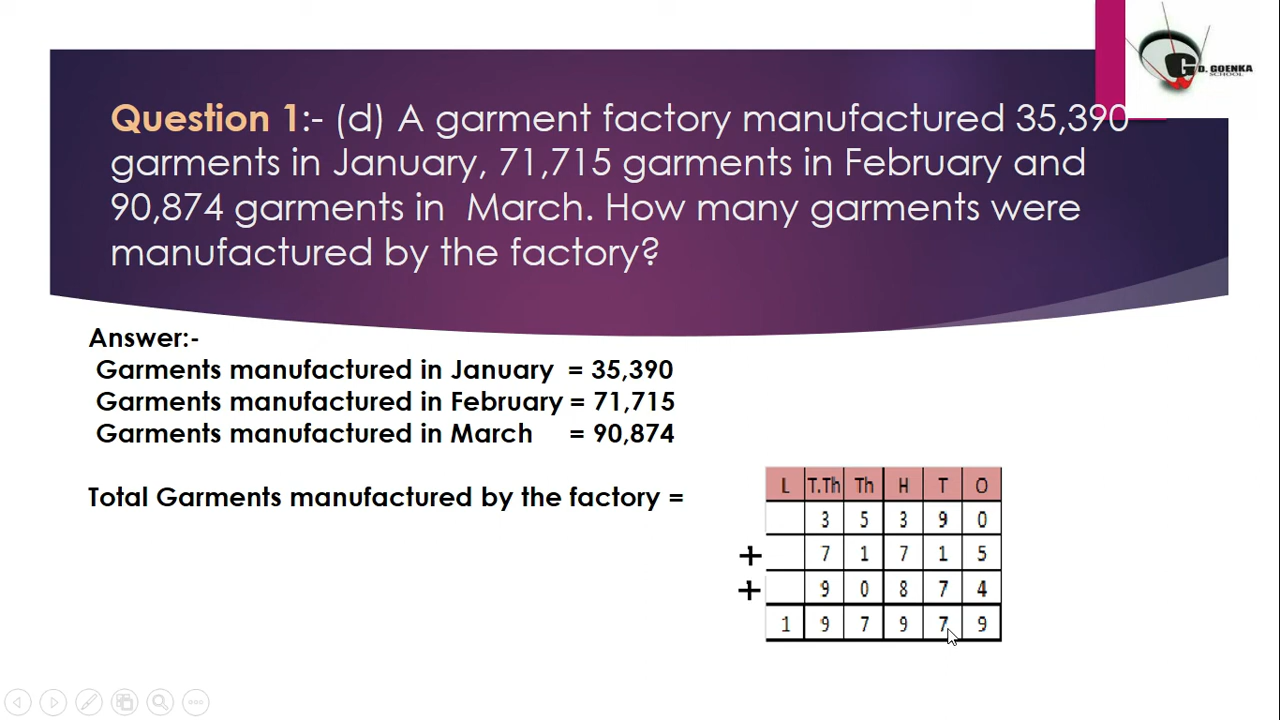 G
D. GOENKA
SCHOOL
Question 1:- (d) A garment factory manufactured 35,390
garments in January, 71,715 garments in February and
90,874 garments in March. How many garments were
manufactured by the factory?
Answer:-
Garments manufactured in January = 35,390
Garments manufactured in February = 71,715
Garments manufactured in March = 90,874
Total Garments manufactured by the factory =
L T.Th Th H T O
3 5 3 9 0
+ 7 1 7 1 5
+ 9 0 8 7 4
1 9 7 9 7 9